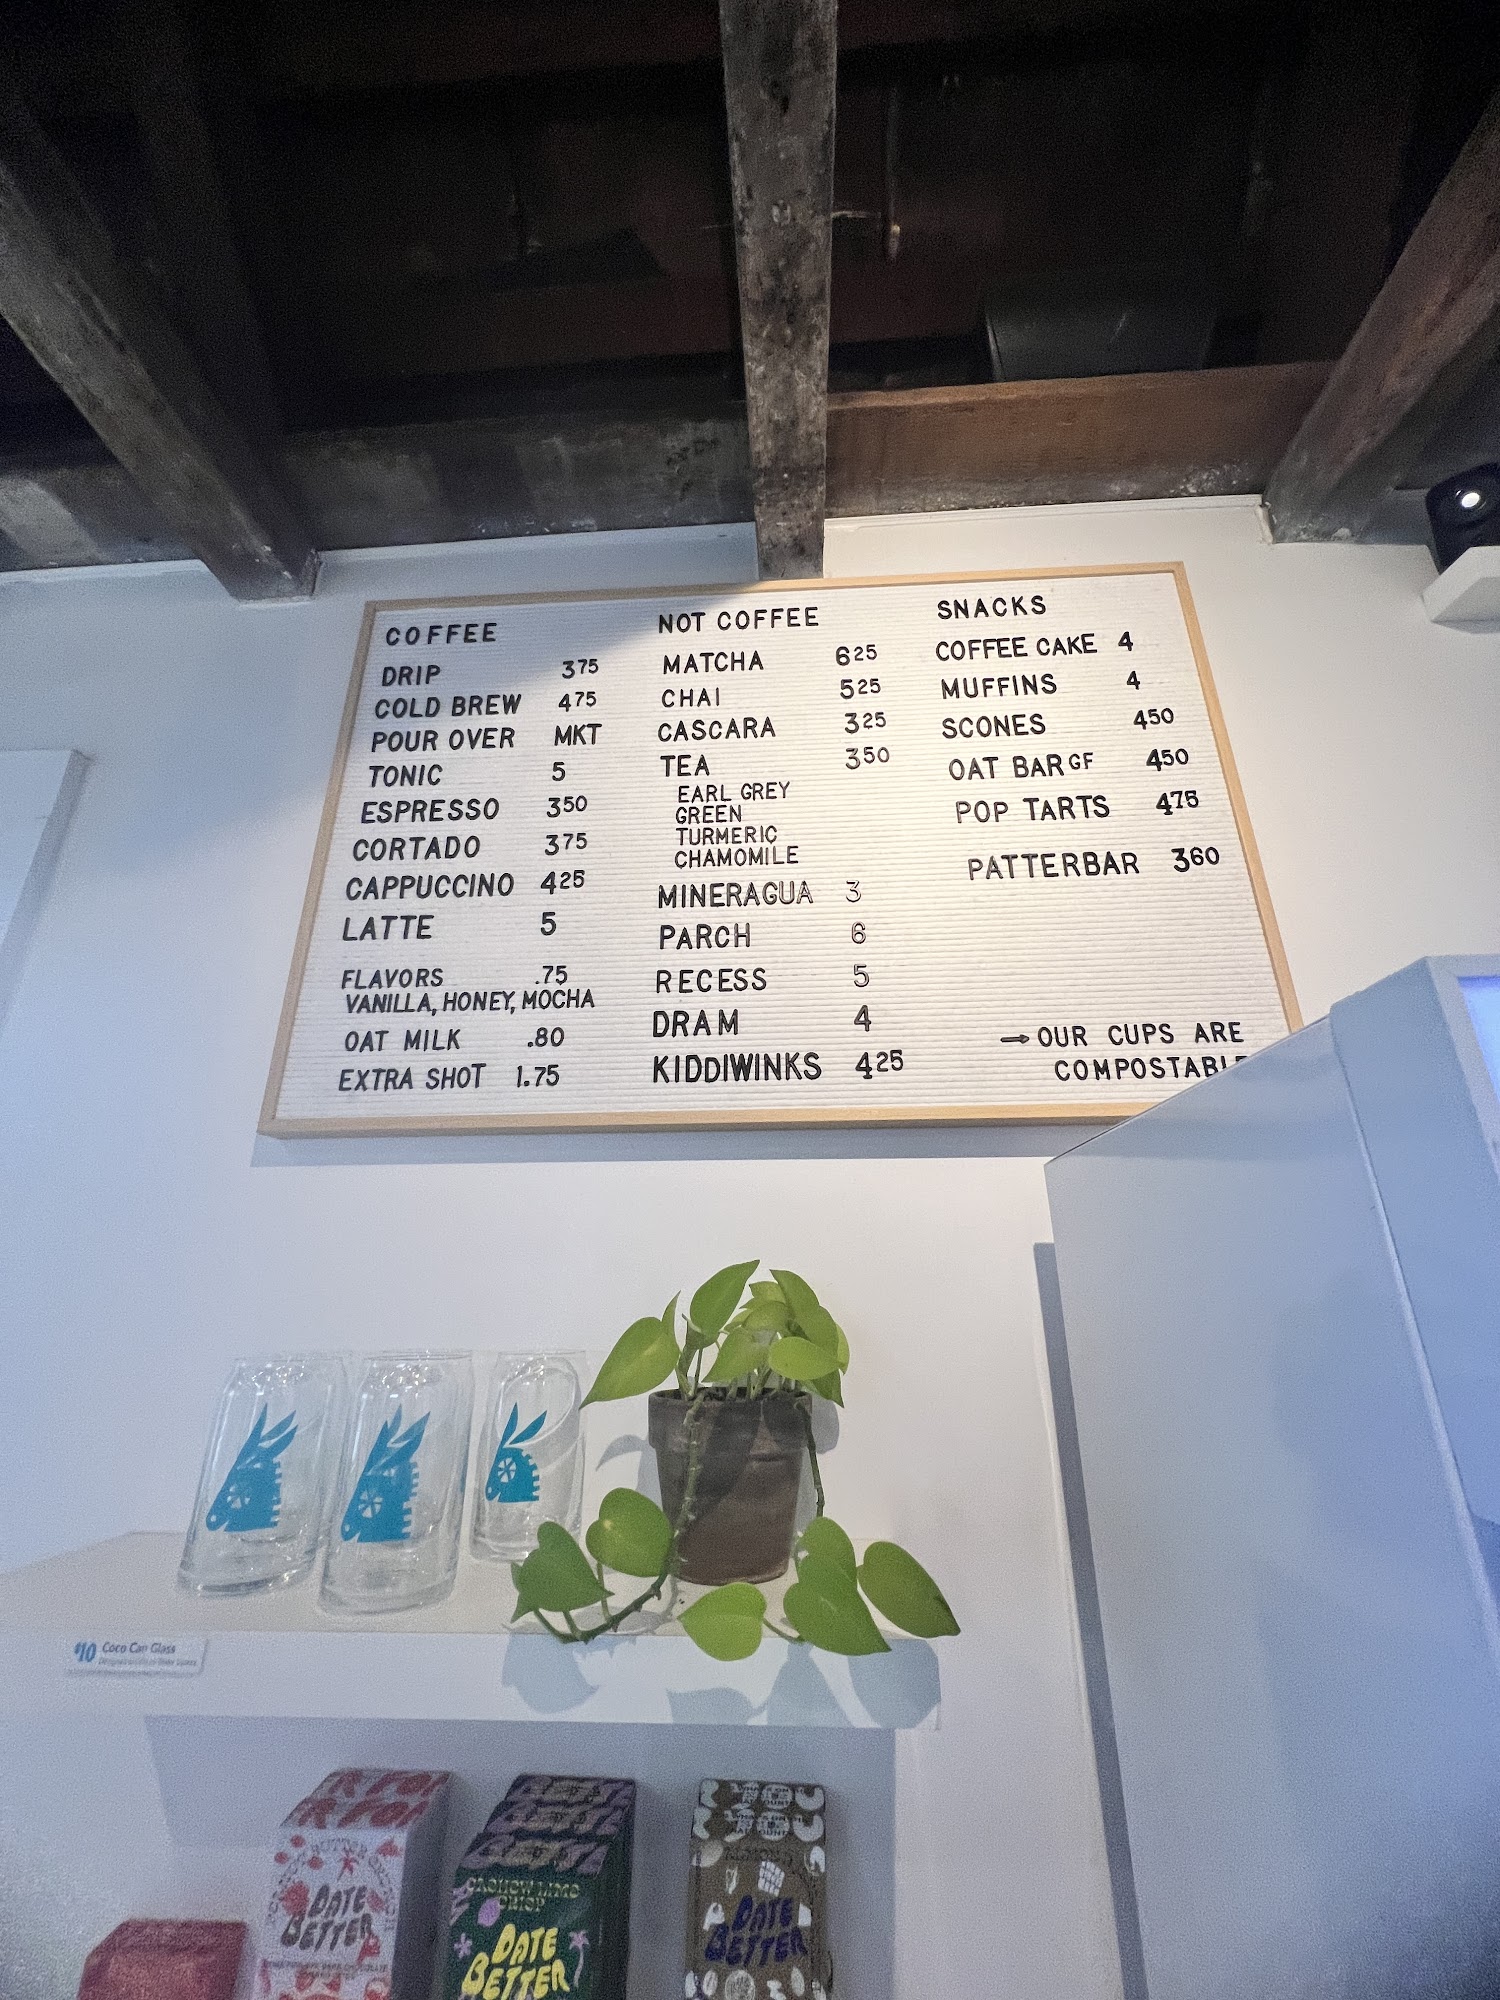 COFFEE
DRIP 375
COLD BREW 475
POUR OVER MKT
TONIC 5
ESPRESSO 350
CORTADO 375
CAPPUCCINO 425
LATTE 5
FLAVORS .75
VANILLA, HONEY, MOCHA
OAT MILK .80
EXTRA SHOT 1.75
NOT COFFEE
MATCHA 625
CHAI 525
CASCARA 325
TEA 350
EARL GREY
GREEN
TURMERIC
CHAMOMILE
MINERAGUA 3
PARCH 6
RECESS 5
DRAM 4
KIDDIWINKS 425
SNACKS
COFFEE CAKE 4
MUFFINS 4
SCONES 450
OAT BAR GF 450
POP TARTS 475
PATTERBAR 360
→ OUR CUPS ARE
COMPOSTABLE
$10 Coco Can Glass
DATE
BETTER
CASHEW LIME
CRISP
DATE
BETTER
DATE
BETTER